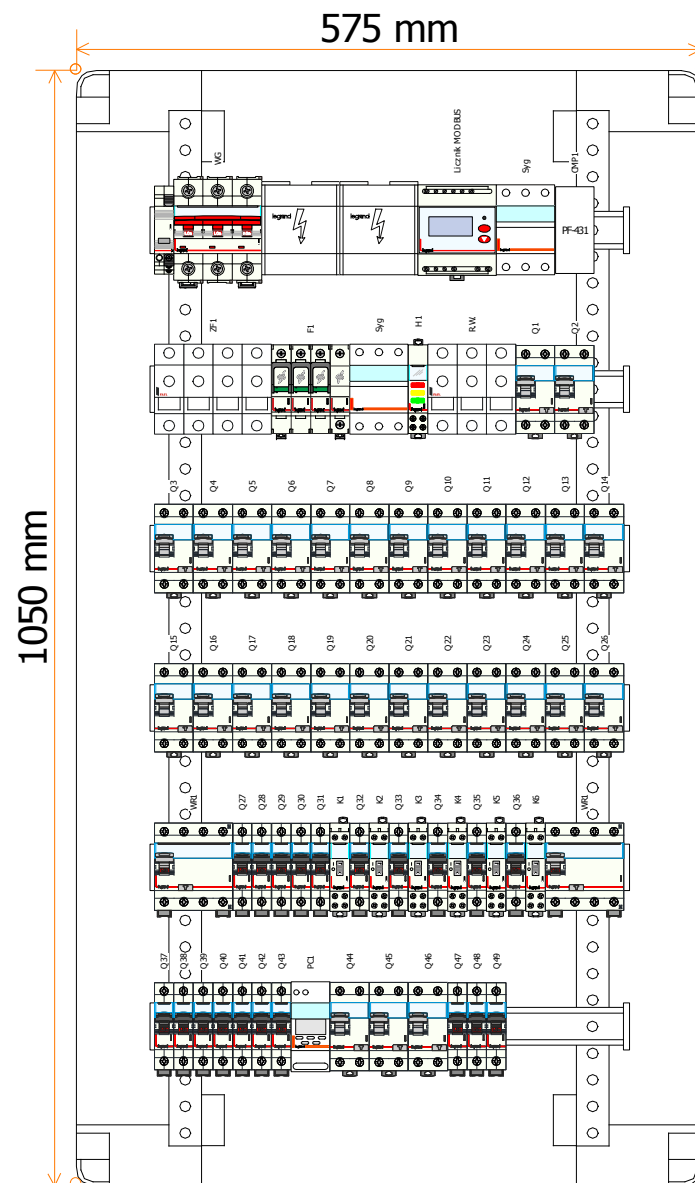 575 mm
1050 mm
WG Licznik MODBUS Syg CMP1
legrand legrand PF-431
ZF1 F1 Syg H1 R.W. Q1 Q2
Q3 Q4 Q5 Q6 Q7 Q8 Q9 Q10 Q11 Q12 Q13 Q14
Q15 Q16 Q17 Q18 Q19 Q20 Q21 Q22 Q23 Q24 Q25 Q26
WR1 Q27 Q28 Q29 Q30 Q31 K1 Q32 K2 Q33 K3 Q34 K4 Q35 K5 Q36 K6 WR1
Q37 Q38 Q39 Q40 Q41 Q42 Q43 PC1 Q44 Q45 Q46 Q47 Q48 Q49